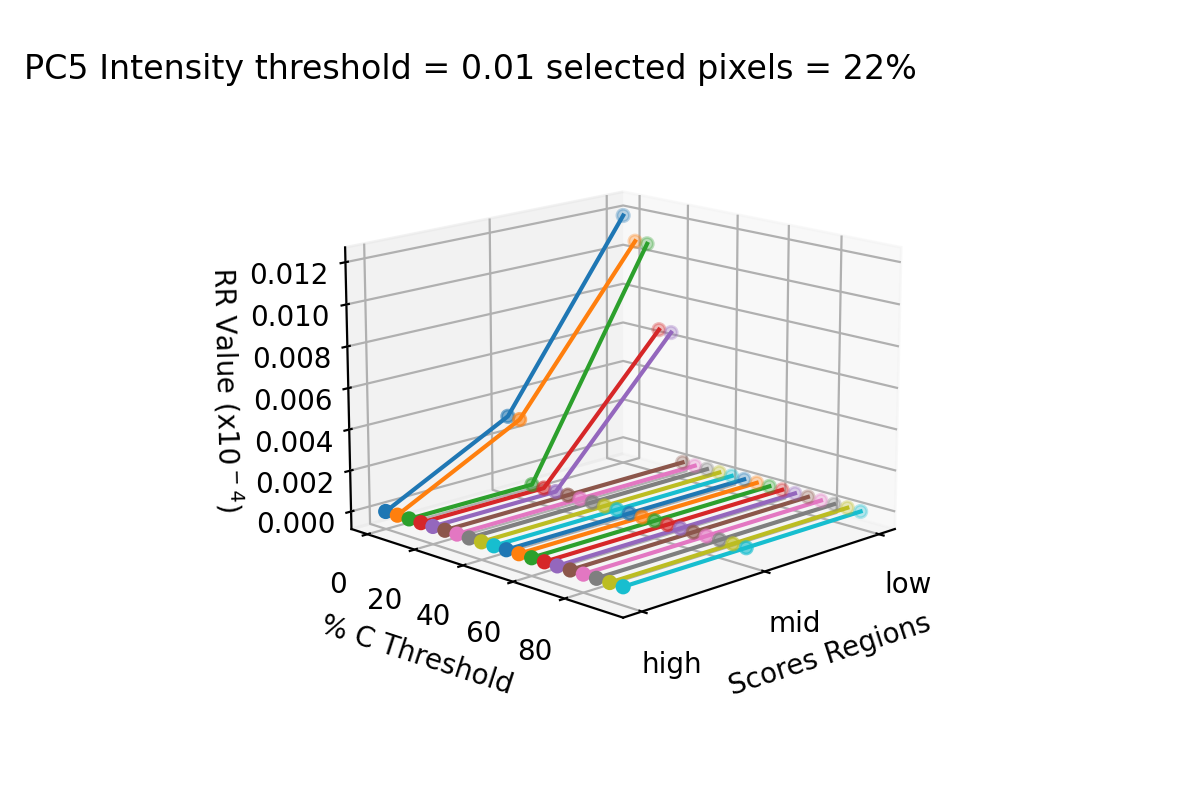 PC5 Intensity threshold = 0.01 selected pixels = 22%
0.012
0.010
0.008
0.006
0.004
0.002
0.000
RR Value (x10⁻⁴)
0
20
40
60
80
% C Threshold
high
mid
low
Scores Regions